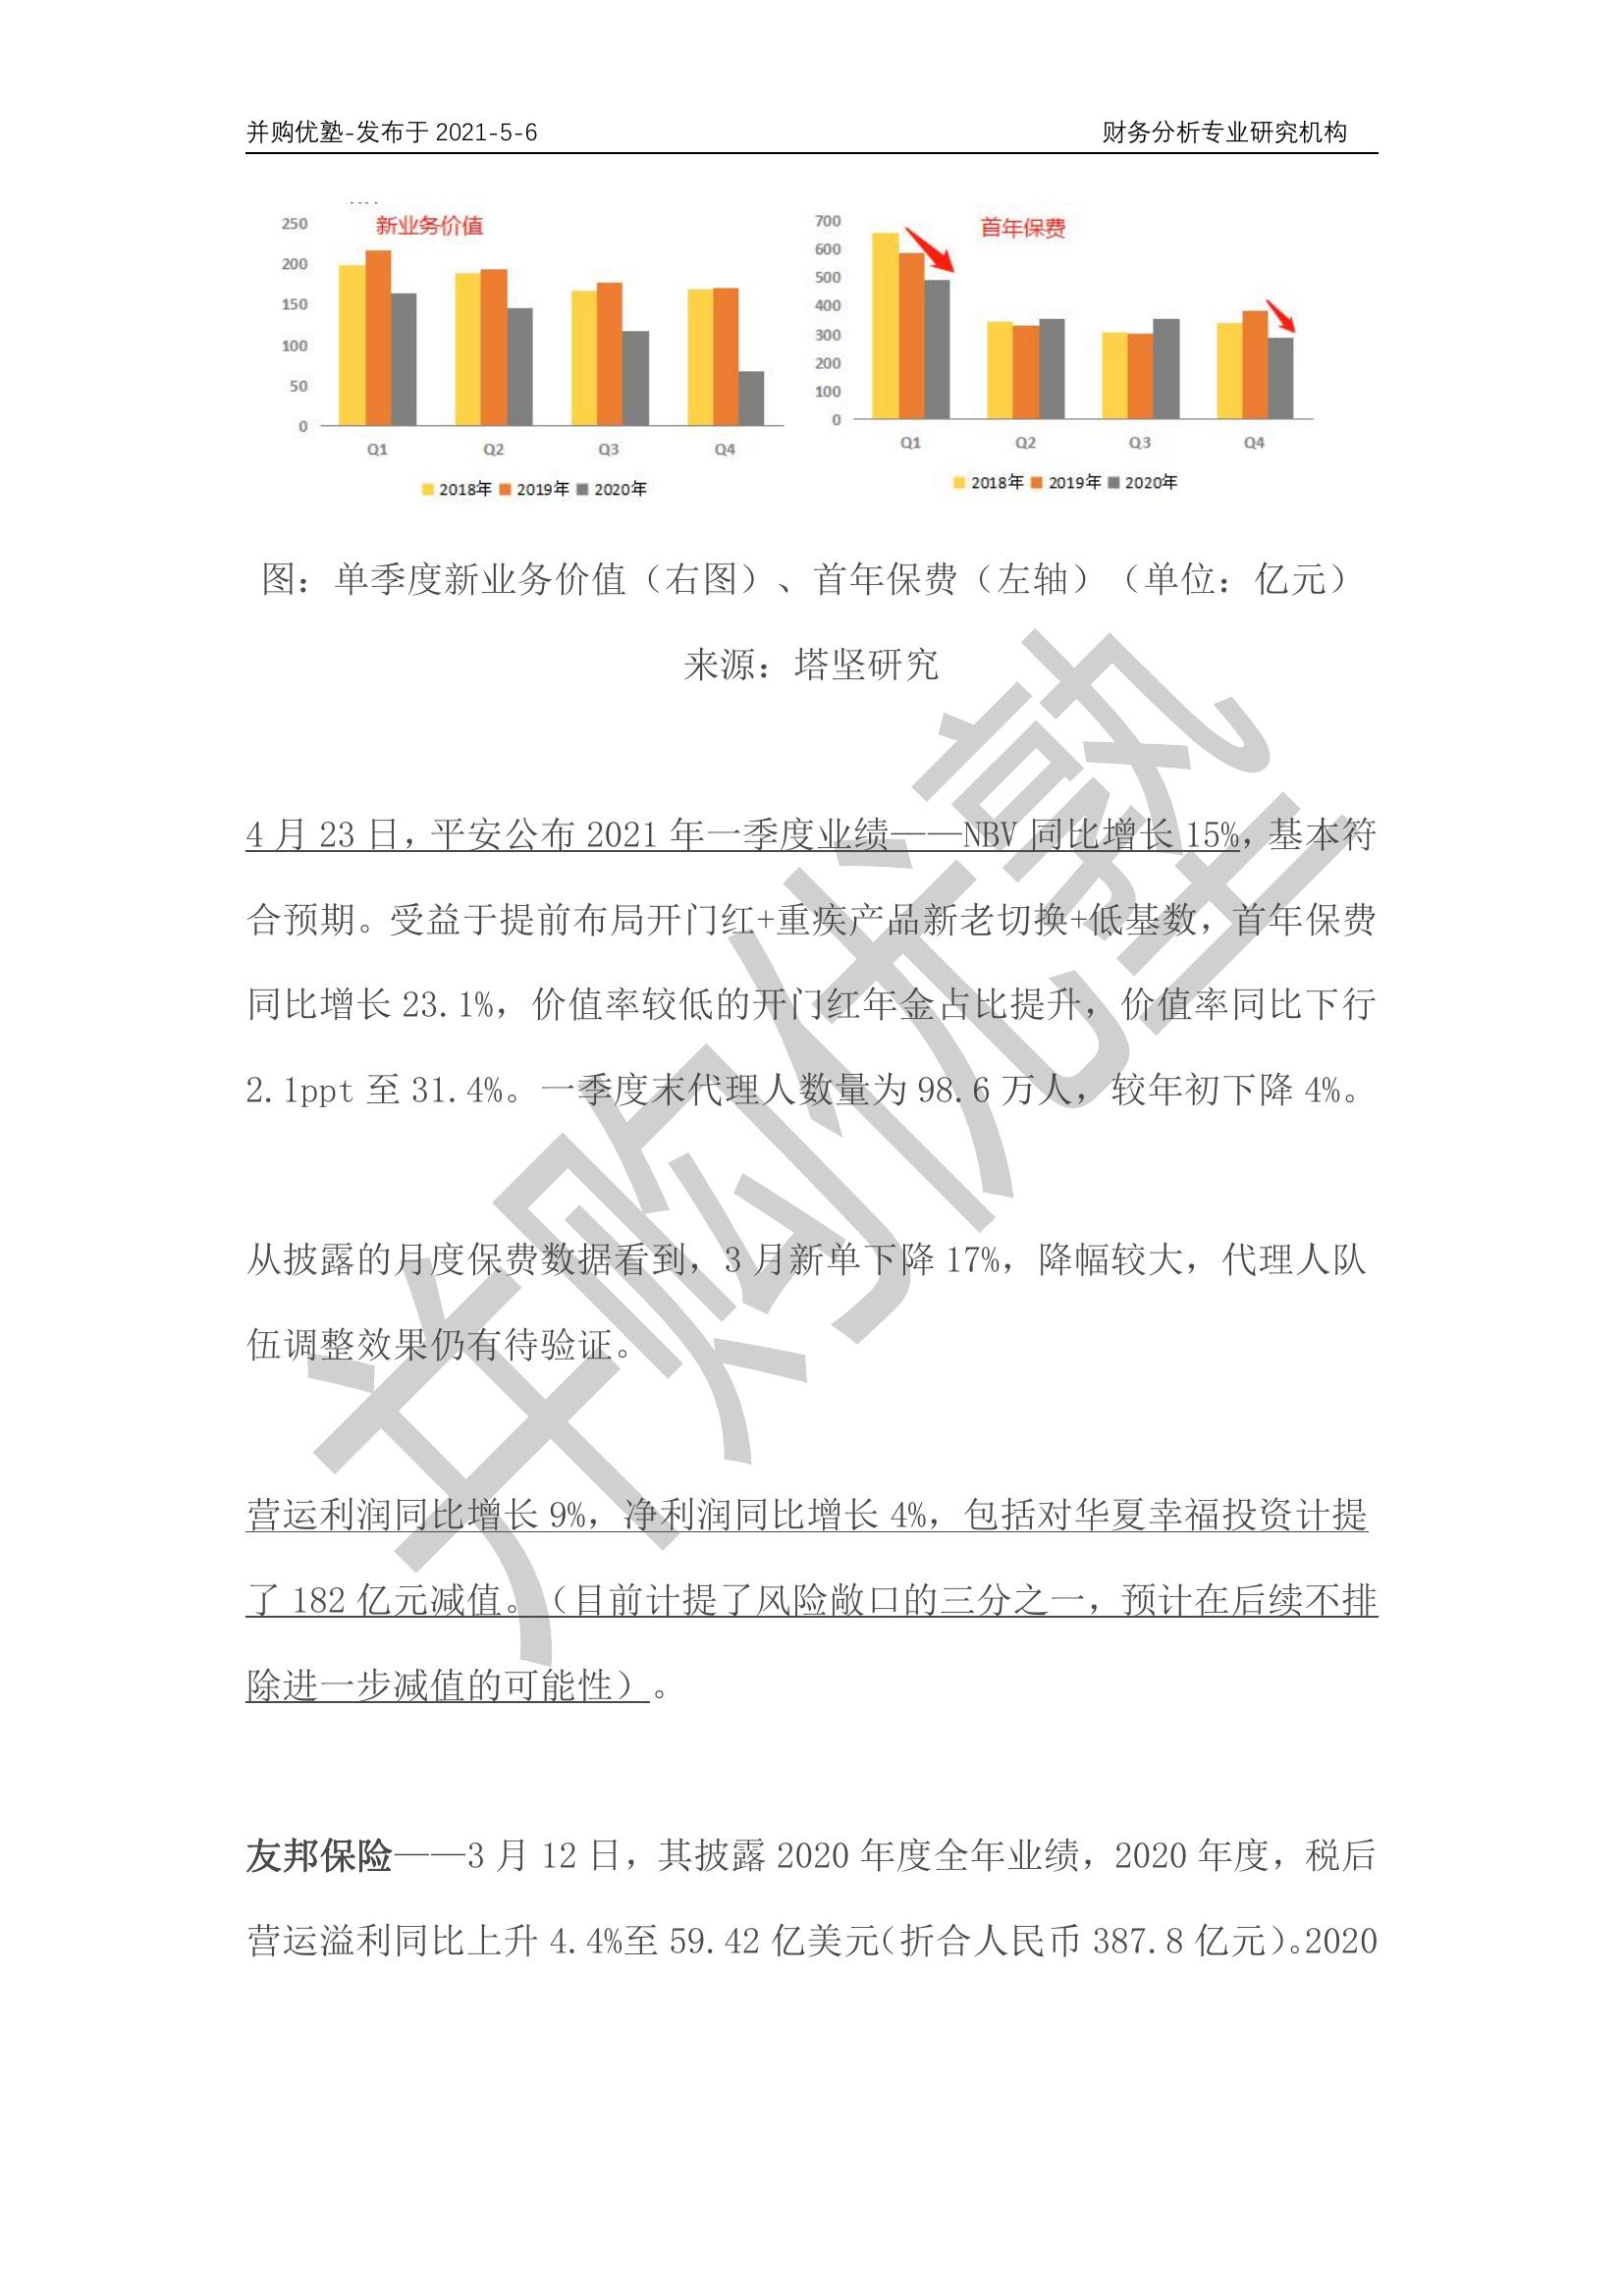 并购优塾-发布于 2021-5-6 财务分析专业研究机构
新业务价值
250
200
150
100
50
0
Q1 Q2 Q3 Q4
2018年 2019年 2020年
首年保费
700
600
500
400
300
200
100
0
Q1 Q2 Q3 Q4
2018年 2019年 2020年
图：单季度新业务价值（右图）、首年保费（左轴）（单位：亿元）
来源：塔坚研究
4 月 23 日，平安公布 2021 年一季度业绩——NBV 同比增长 15%，基本符
合预期。受益于提前布局开门红+重疾产品新老切换+低基数，首年保费
同比增长 23.1%，价值率较低的开门红年金占比提升，价值率同比下行
2.1ppt 至 31.4%。一季度末代理人数量为 98.6 万人，较年初下降 4%。
从披露的月度保费数据看到，3 月新单下降 17%，降幅较大，代理人队
伍调整效果仍有待验证。
营运利润同比增长 9%，净利润同比增长 4%，包括对华夏幸福投资计提
了 182 亿元减值。（目前计提了风险敞口的三分之一，预计在后续不排
除进一步减值的可能性）。
友邦保险——3 月 12 日，其披露 2020 年度全年业绩，2020 年度，税后
营运溢利同比上升 4.4%至 59.42 亿美元（折合人民币 387.8 亿元）。2020
并购优塾